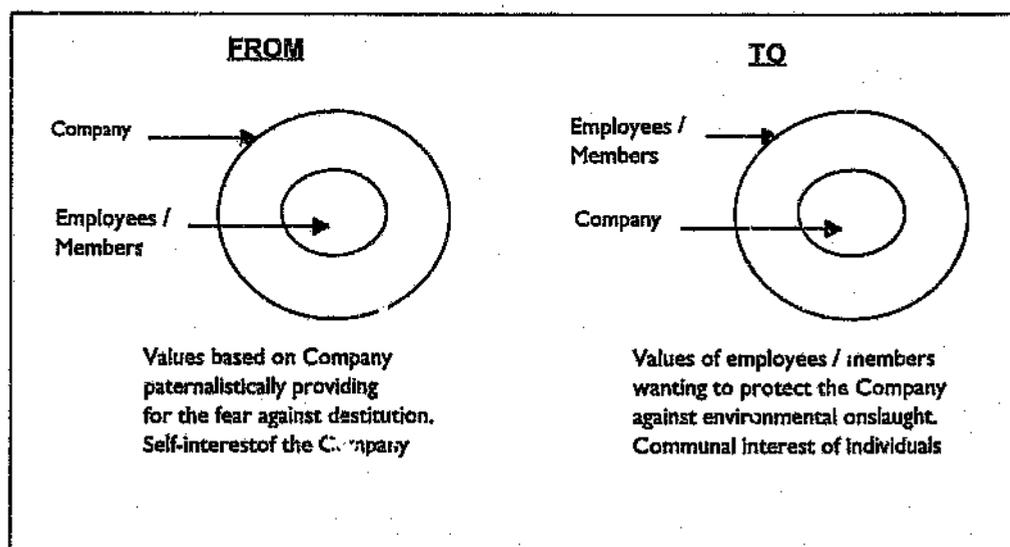 FROM
Company
Employees /
Members
Values based on Company
paternalistically providing
for the fear against destitution.
Self-interestof the Company
TO
Employees /
Members
Company
Values of employees / members
wanting to protect the Company
against environmental onslaught.
Communal interest of individuals